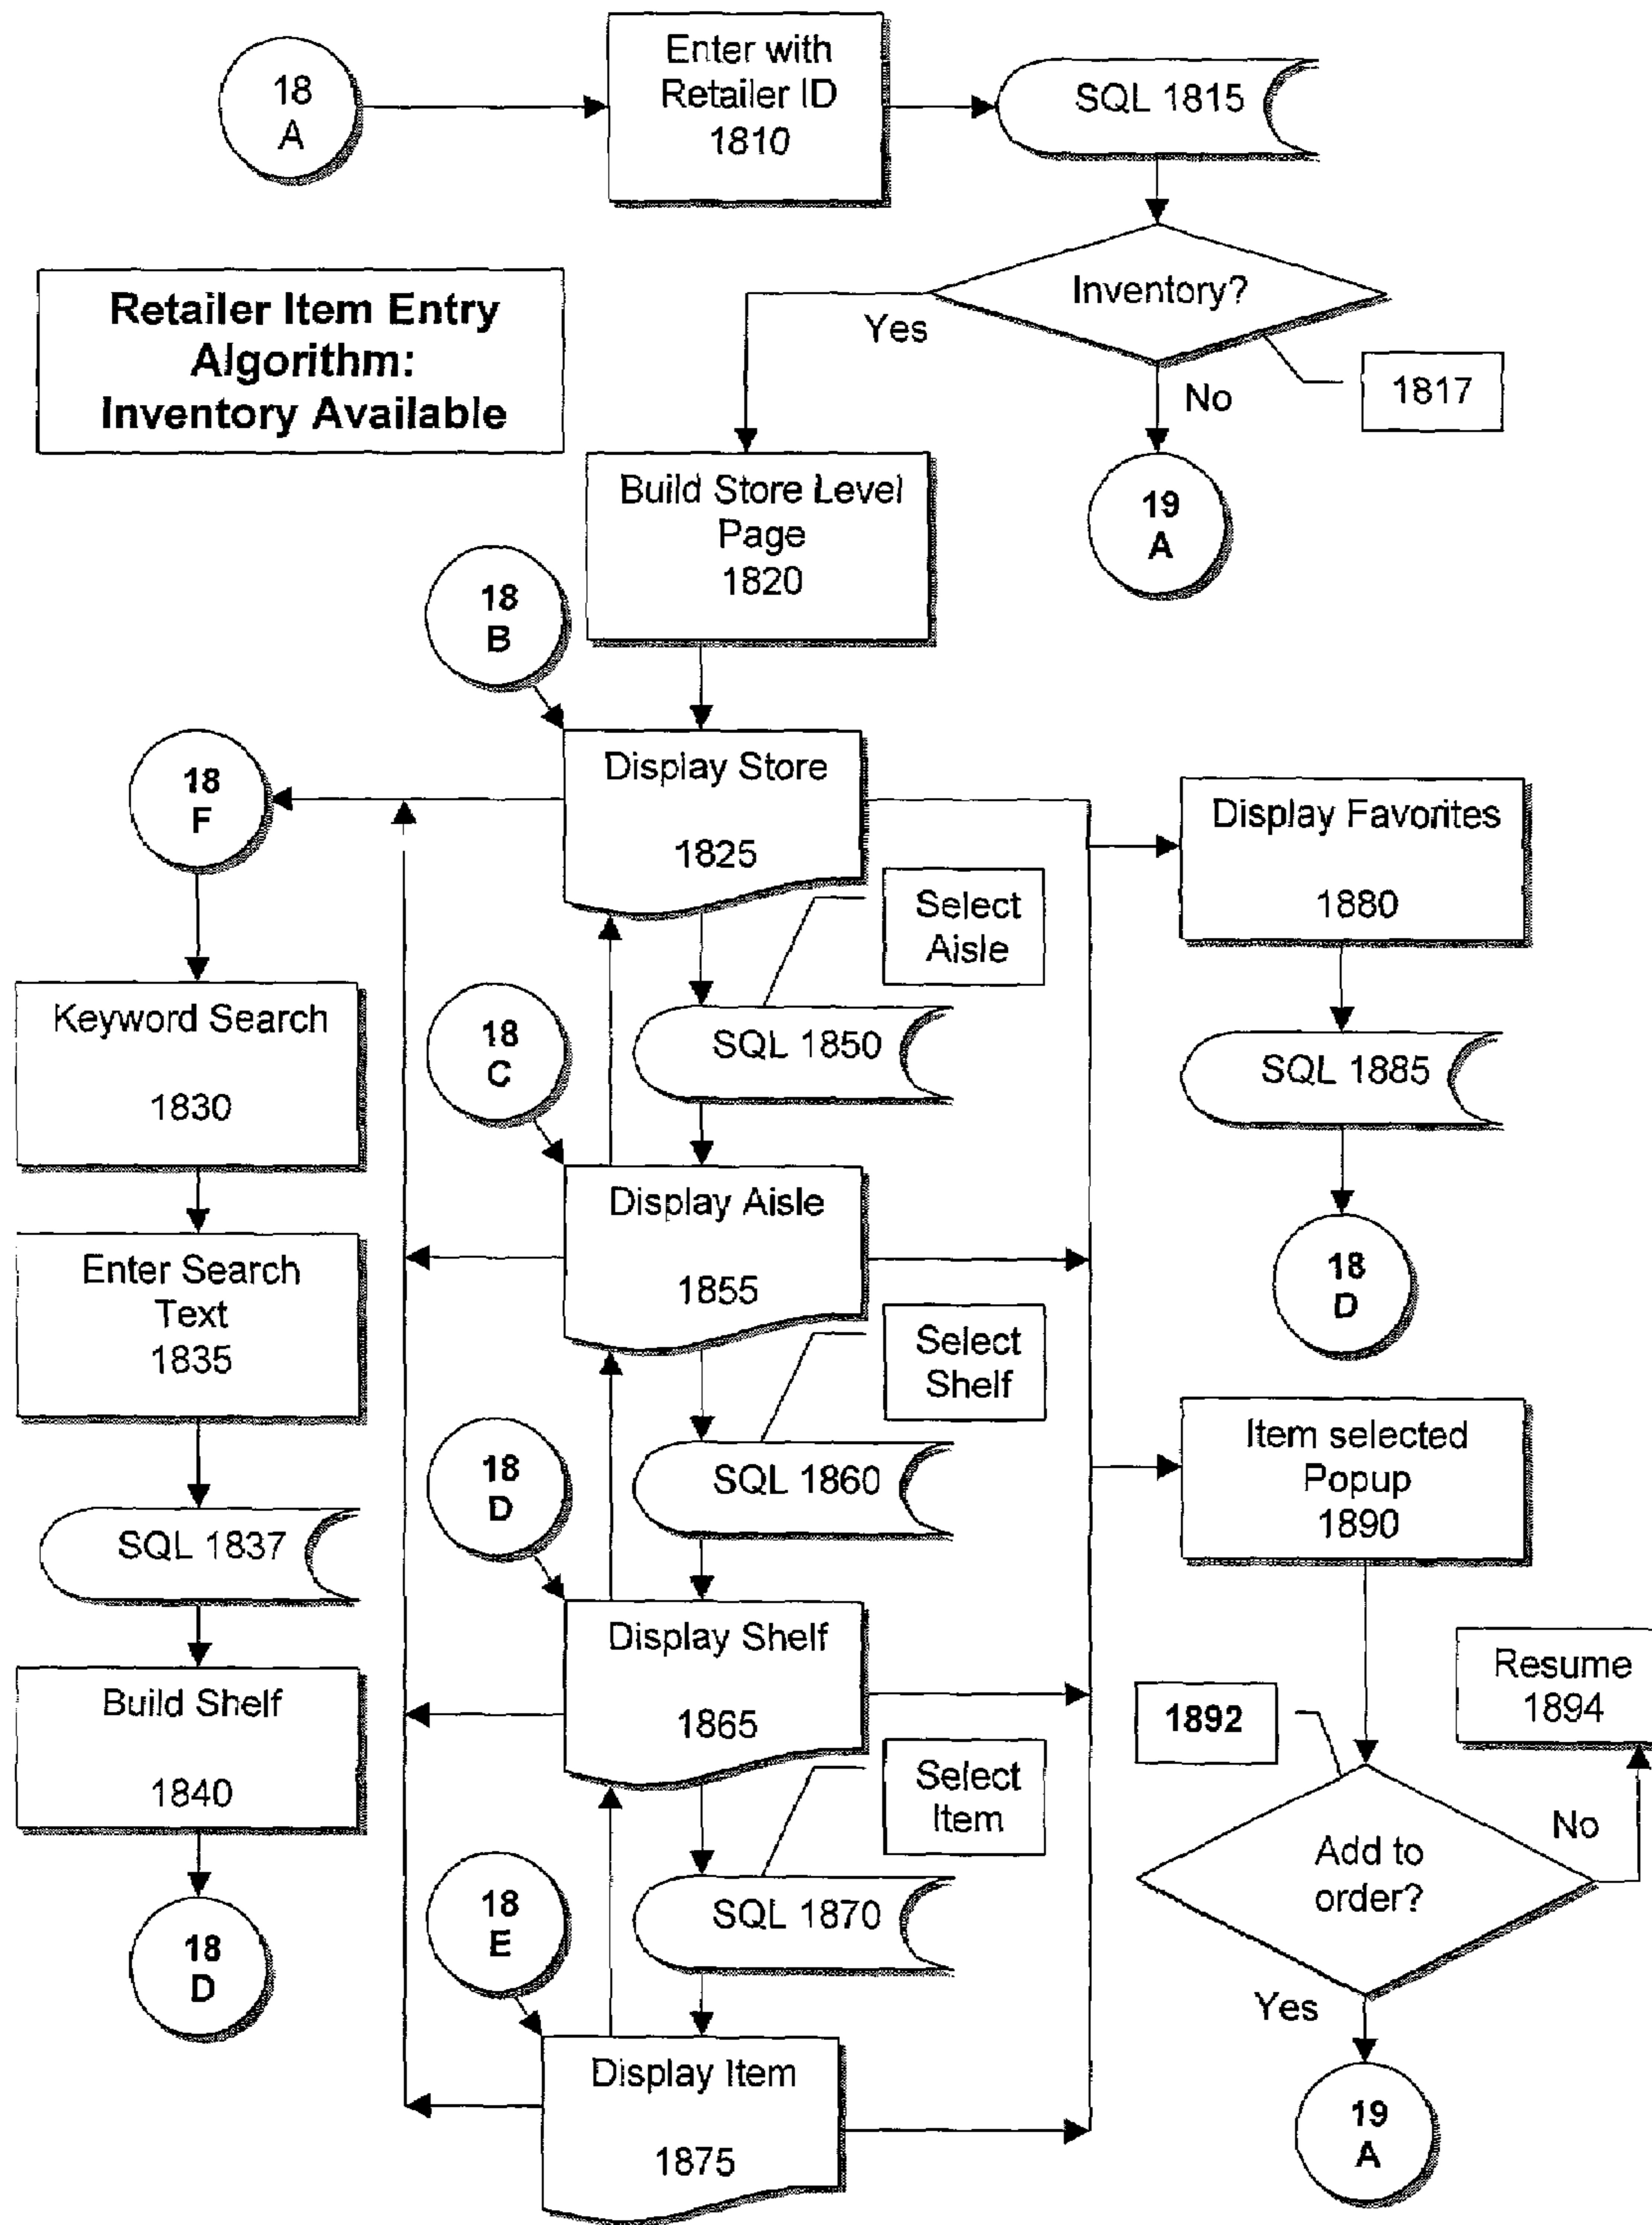 18
A
Enter with
Retailer ID
1810
SQL 1815
Retailer Item Entry
Algorithm:
Inventory Available
Inventory?
Yes
No
1817
19
A
Build Store Level
Page
1820
18
B
Display Store
1825
18
F
Display Favorites
1880
Select
Aisle
Keyword Search
1830
18
C
SQL 1850
SQL 1885
Display Aisle
1855
18
D
Enter Search
Text
1835
Select
Shelf
Item selected
Popup
1890
18
D
SQL 1860
SQL 1837
Display Shelf
1865
Resume
1894
1892
Build Shelf
1840
Select
Item
Add to
order?
No
Yes
18
E
SQL 1870
18
D
Display Item
1875
19
A